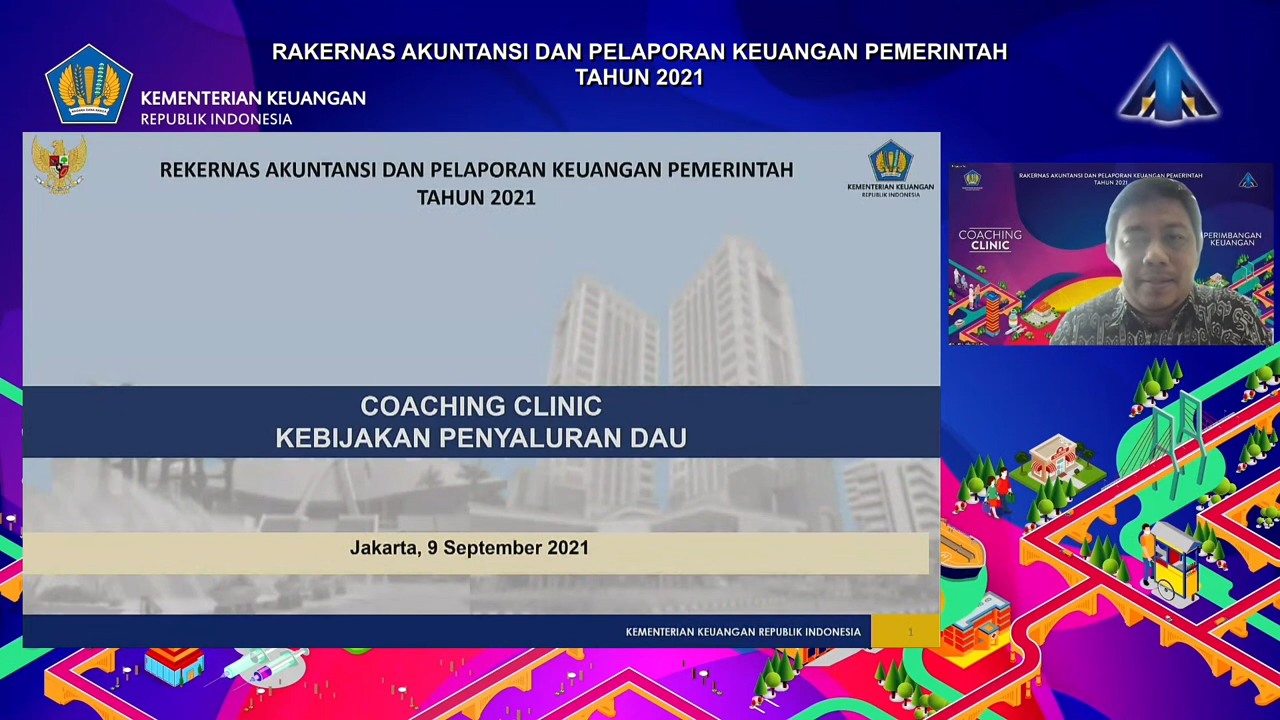 RAKERNAS AKUNTANSI DAN PELAPORAN KEUANGAN PEMERINTAH
TAHUN 2021
KEMENTERIAN KEUANGAN
REPUBLIK INDONESIA
REKERNAS AKUNTANSI DAN PELAPORAN KEUANGAN PEMERINTAH
TAHUN 2021
KEMENTERIAN KEUANGAN
REPUBLIK INDONESIA
COACHING CLINIC
KEBIJAKAN PENYALURAN DAU
Jakarta, 9 September 2021
KEMENTERIAN KEUANGAN REPUBLIK INDONESIA
1
RAKERNAS AKUNTANSI DAN PELAPORAN KEUANGAN PEMERINTAH
TAHUN 2021
COACHING
CLINIC
PERIMBANGAN
KEUANGAN